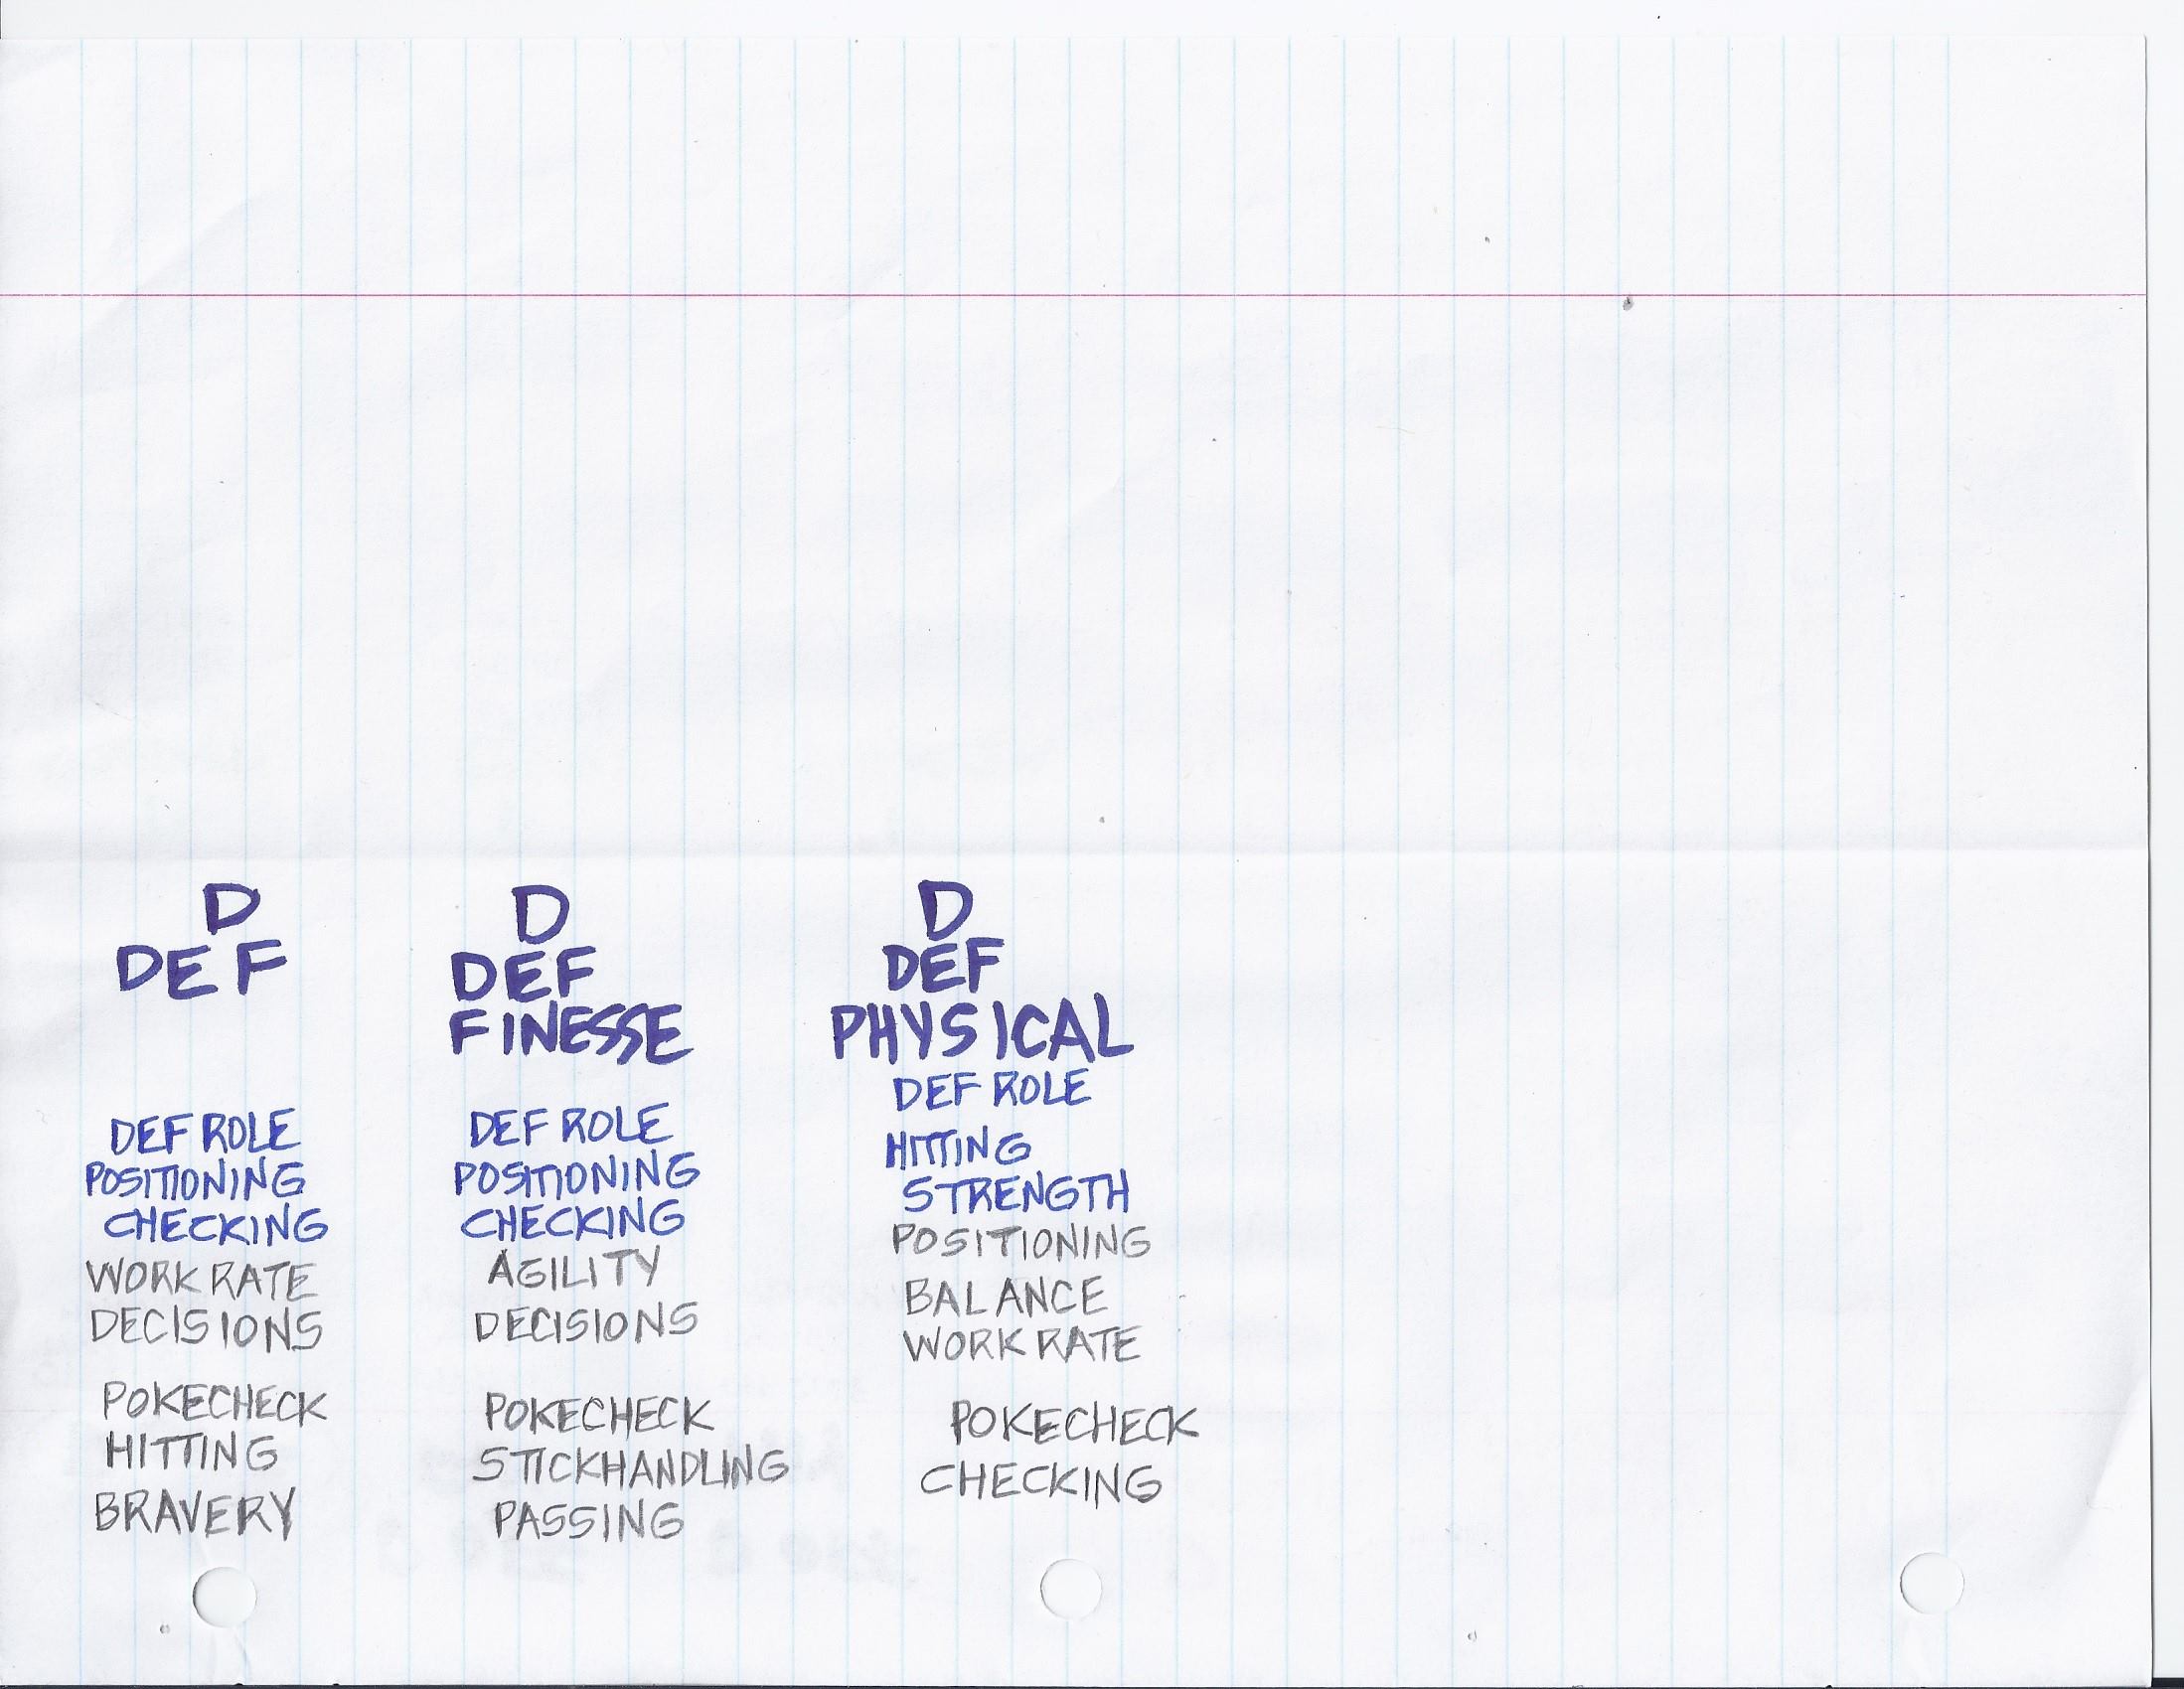 D
DEF
DEF ROLE
POSITIONING
CHECKING
WORK RATE
DECISIONS
POKECHECK
HITTING
BRAVERY
D
DEF
FINESSE
DEF ROLE
POSITIONING
CHECKING
AGILITY
DECISIONS
POKECHECK
STICKHANDLING
PASSING
D
DEF
PHYSICAL
DEF ROLE
HITTING
STRENGTH
POSITIONING
BALANCE
WORK RATE
POKECHECK
CHECKING